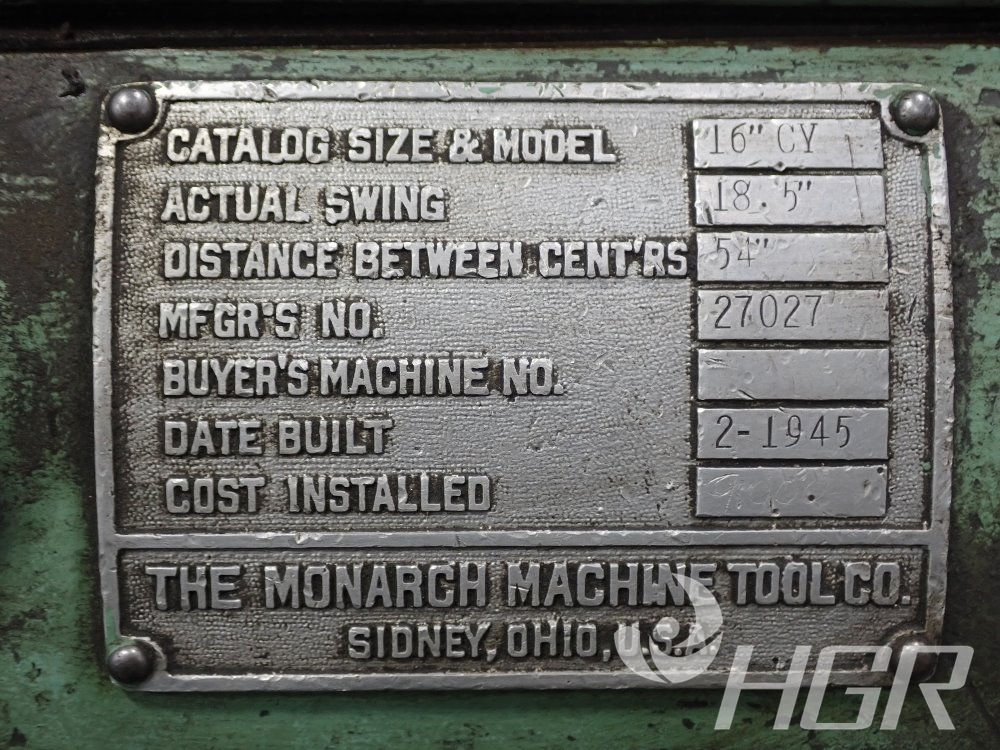 CATALOG SIZE & MODEL 16" CY
ACTUAL SWING 18.5"
DISTANCE BETWEEN CENT'RS 54"
MFGR'S NO. 27027
BUYER'S MACHINE NO.
DATE BUILT 2-1945
COST INSTALLED
THE MONARCH MACHINE TOOL CO.
SIDNEY, OHIO, U.S.A.
HGR